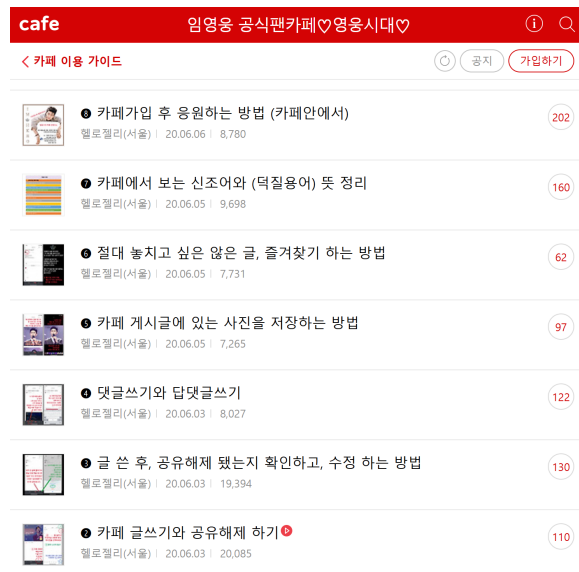 cafe
임영웅 공식팬카페♡영웅시대♡
카페 이용 가이드
공지
가입하기
❽ 카페가입 후 응원하는 방법 (카페안에서)
헬로젤리(서울) 20.06.06 8,780
202
❼ 카페에서 보는 신조어와 (덕질용어) 뜻 정리
헬로젤리(서울) 20.06.05 9,698
160
❻ 절대 놓치고 싶은 않은 글, 즐겨찾기 하는 방법
헬로젤리(서울) 20.06.05 7,731
62
❺ 카페 게시글에 있는 사진을 저장하는 방법
헬로젤리(서울) 20.06.05 7,265
97
❹ 댓글쓰기와 답댓글쓰기
헬로젤리(서울) 20.06.03 8,027
122
❸ 글 쓴 후, 공유해제 됐는지 확인하고, 수정 하는 방법
헬로젤리(서울) 20.06.03 19,394
130
❷ 카페 글쓰기와 공유해제 하기
헬로젤리(서울) 20.06.03 20,085
110